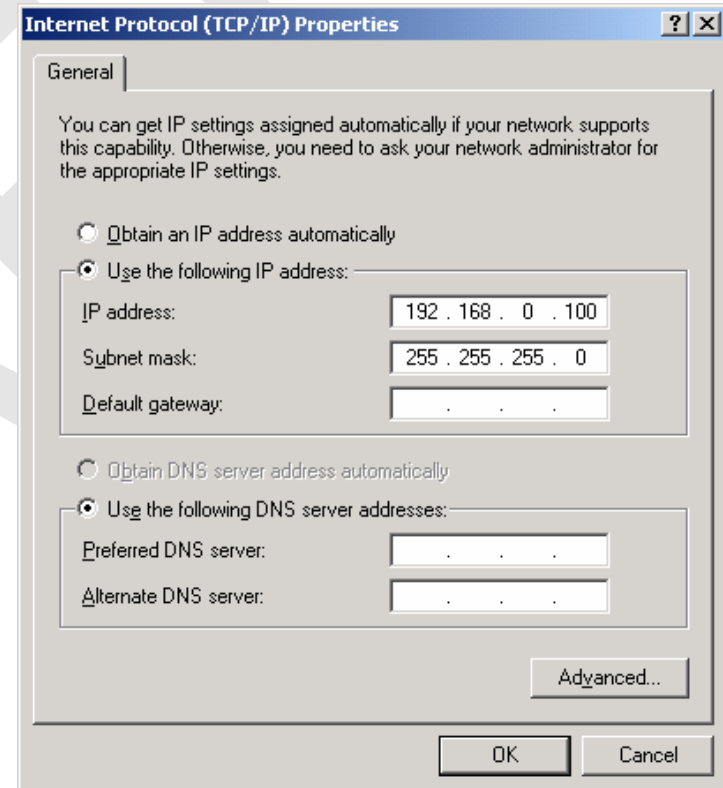 Internet Protocol (TCP/IP) Properties
General
You can get IP settings assigned automatically if your network supports
this capability. Otherwise, you need to ask your network administrator for
the appropriate IP settings.
Obtain an IP address automatically
Use the following IP address:
IP address: 192 . 168 . 0 . 100
Subnet mask: 255 . 255 . 255 . 0
Default gateway: . . .
Obtain DNS server address automatically
Use the following DNS server addresses:
Preferred DNS server: . . .
Alternate DNS server: . . .
Advanced...
OK Cancel